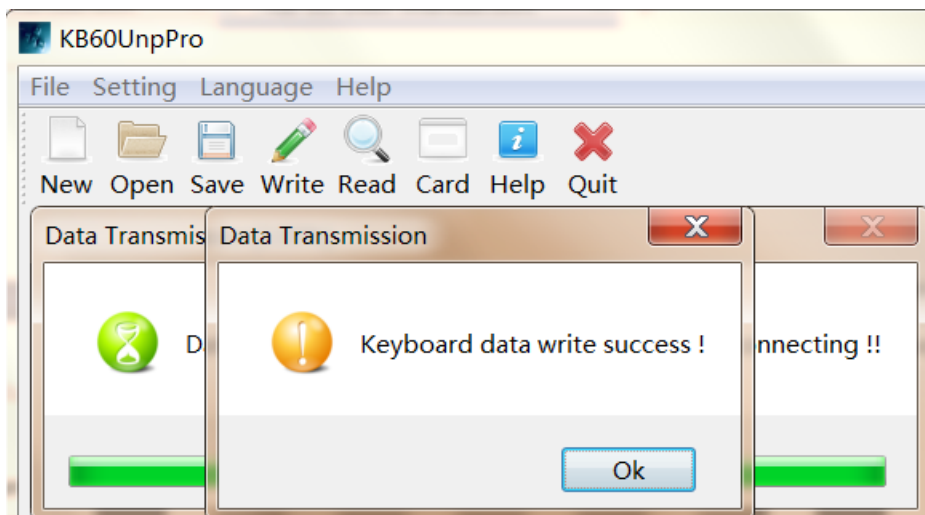 KB60UnpPro
File Setting Language Help
New Open Save Write Read Card Help Quit
Data Transmis
Data Transmission
Keyboard data write success !
nnecting !!
Ok